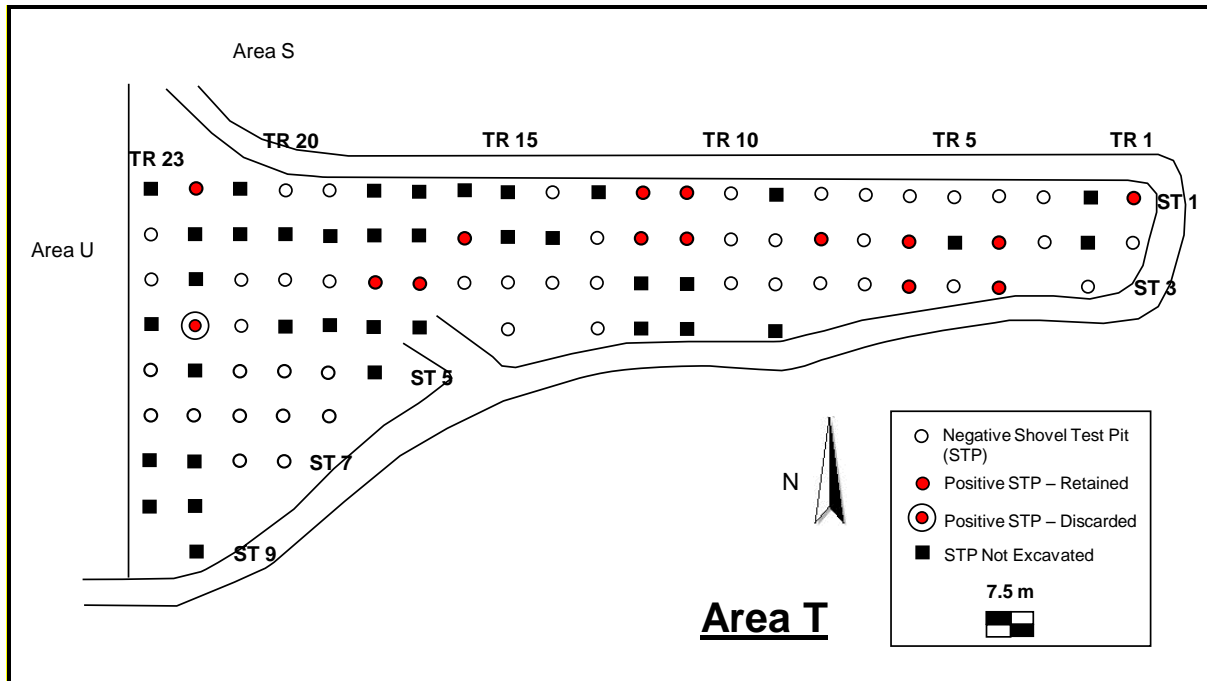 Area S
TR 23
TR 20
TR 15
TR 10
TR 5
TR 1
ST 1
Area U
ST 3
ST 5
ST 7
ST 9
N
Negative Shovel Test Pit
(STP)
Positive STP – Retained
Positive STP – Discarded
STP Not Excavated
7.5 m
Area T